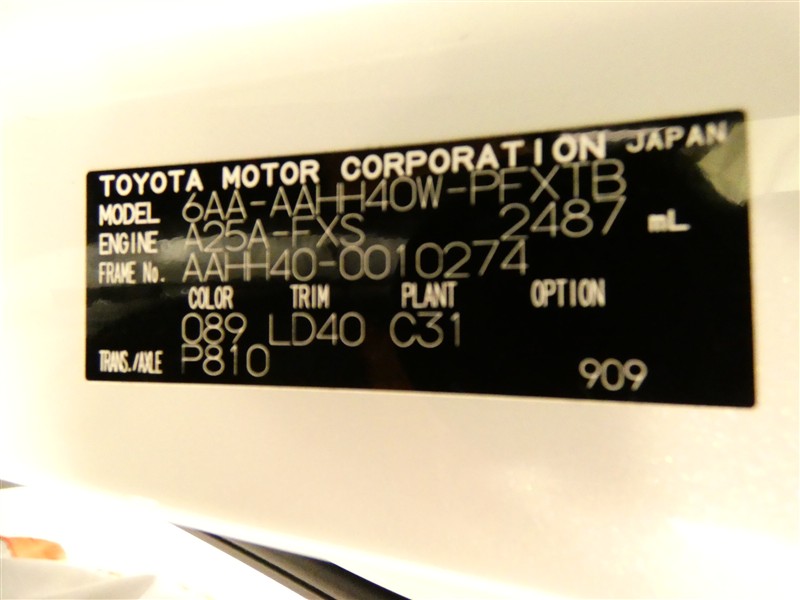 TOYOTA MOTOR CORPORATION JAPAN
MODEL 6AA-AAHH40W-PFXTB
ENGINE A25A-FXS 2487 mL
FRAME No. AAHH40-0010274
COLOR TRIM PLANT OPTION
089 LD40 C31
TRANS./AXLE P810
909